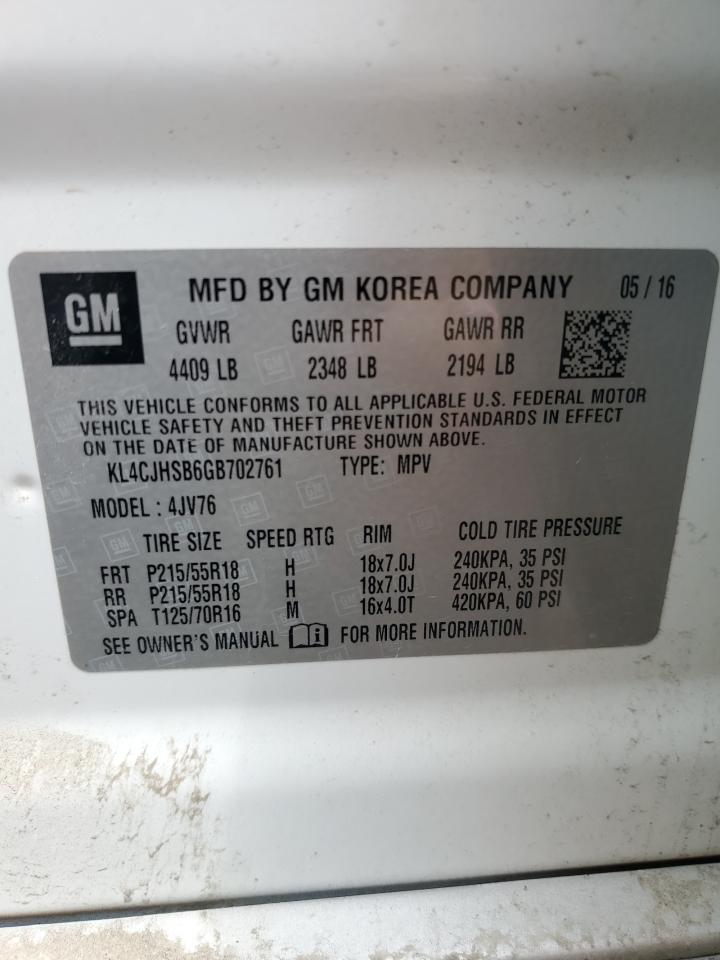 GM MFD BY GM KOREA COMPANY 05 / 16
GVWR GAWR FRT GAWR RR
4409 LB 2348 LB 2194 LB
THIS VEHICLE CONFORMS TO ALL APPLICABLE U.S. FEDERAL MOTOR
VEHICLE SAFETY AND THEFT PREVENTION STANDARDS IN EFFECT
ON THE DATE OF MANUFACTURE SHOWN ABOVE.
KL4CJHSB6GB702761 TYPE: MPV
MODEL : 4JV76
TIRE SIZE SPEED RTG RIM COLD TIRE PRESSURE
FRT P215/55R18 H 18x7.0J 240KPA, 35 PSI
RR P215/55R18 H 18x7.0J 240KPA, 35 PSI
SPA T125/70R16 M 16x4.0T 420KPA, 60 PSI
SEE OWNER'S MANUAL i FOR MORE INFORMATION.